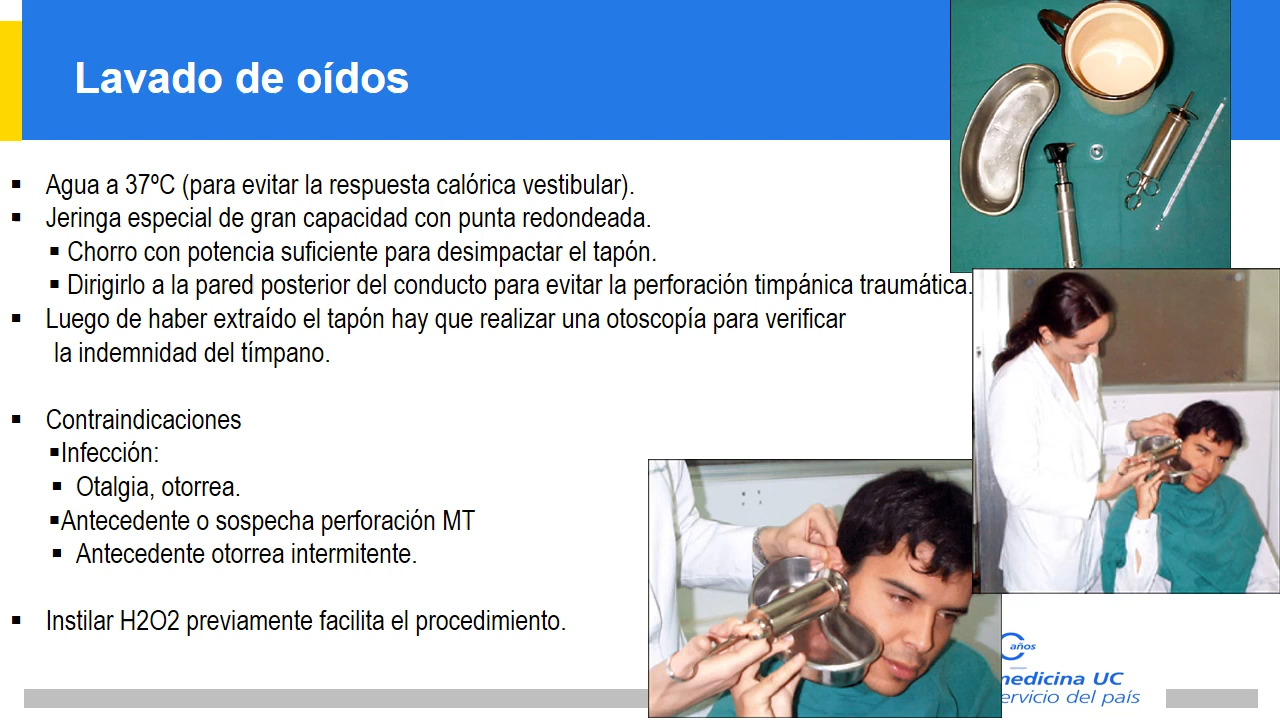 Lavado de oídos
▪ Agua a 37ºC (para evitar la respuesta calórica vestibular).
▪ Jeringa especial de gran capacidad con punta redondeada.
▪ Chorro con potencia suficiente para desimpactar el tapón.
▪ Dirigirlo a la pared posterior del conducto para evitar la perforación timpánica traumática.
▪ Luego de haber extraído el tapón hay que realizar una otoscopía para verificar
la indemnidad del tímpano.
▪ Contraindicaciones
▪Infección:
▪ Otalgia, otorrea.
▪Antecedente o sospecha perforación MT
▪ Antecedente otorrea intermitente.
▪ Instilar H2O2 previamente facilita el procedimiento.
años
medicina UC
ervicio del país